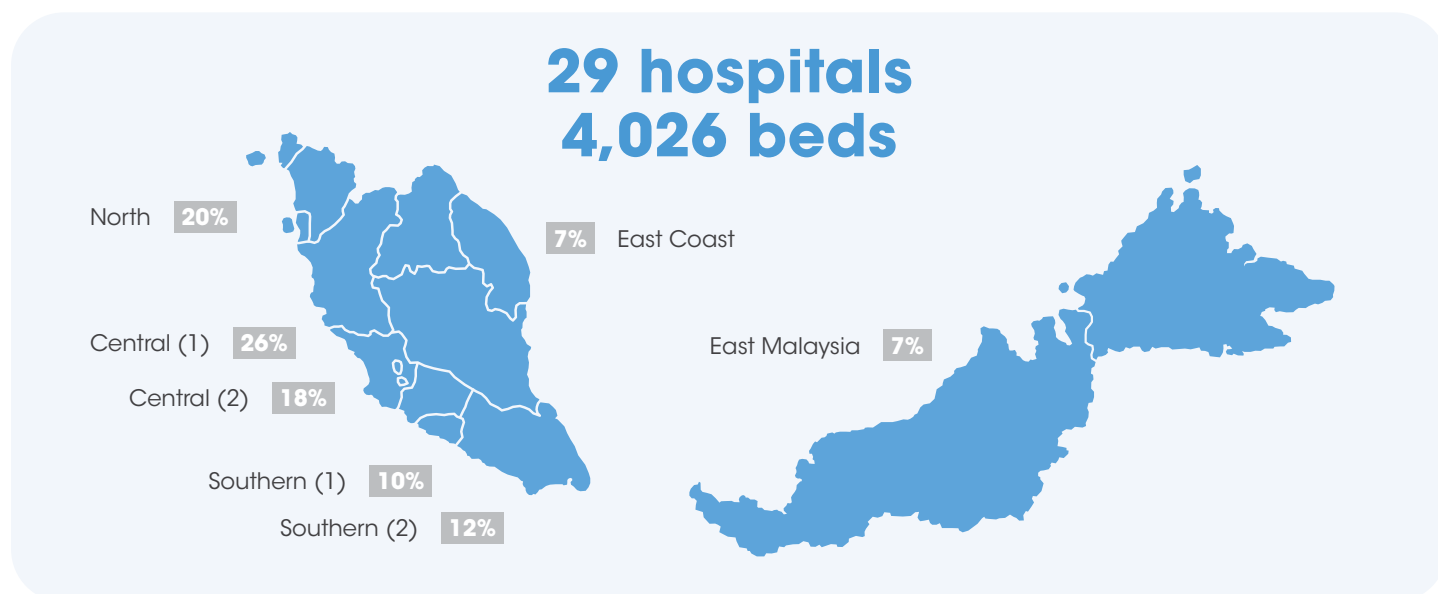 29 hospitals
4,026 beds
North 20%
7% East Coast
Central (1) 26%
East Malaysia 7%
Central (2) 18%
Southern (1) 10%
Southern (2) 12%